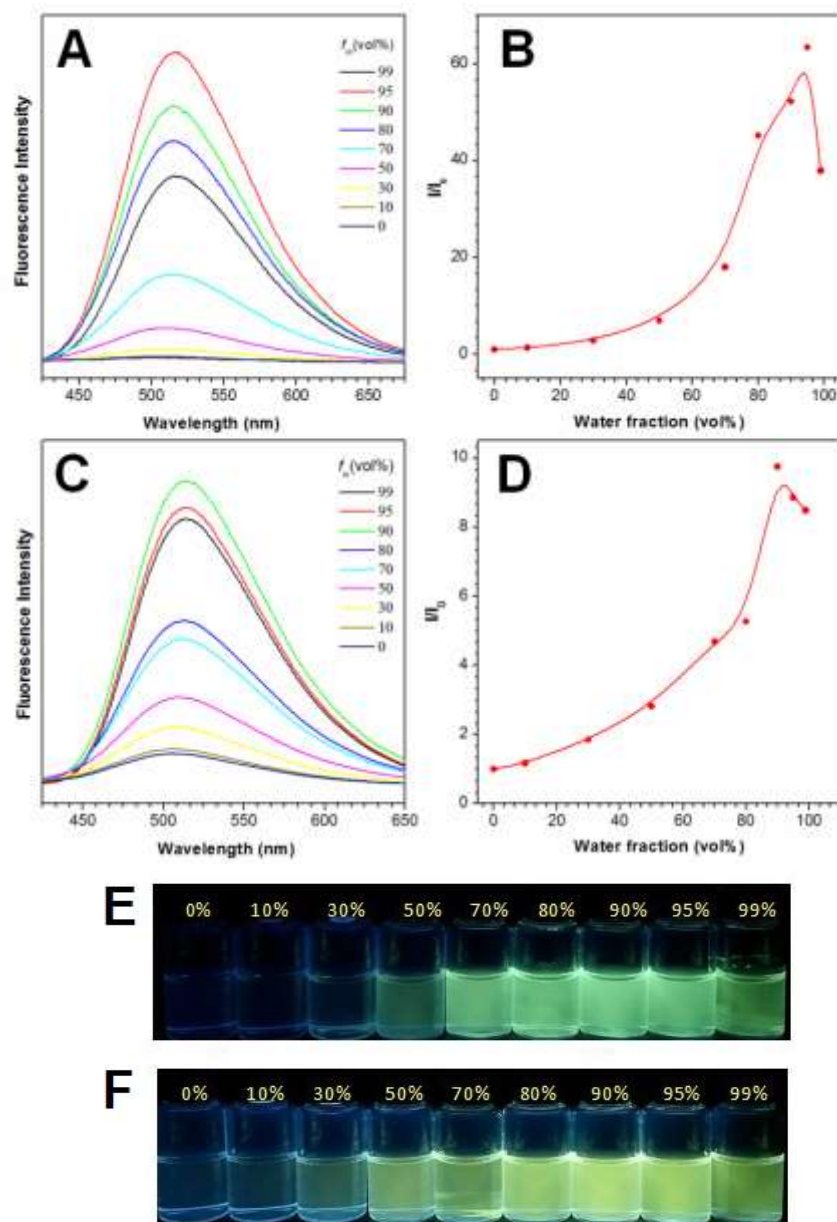 A
f_w(vol%)
99
95
90
80
70
50
30
10
0
Fluorescence Intensity
450 500 550 600 650
Wavelength (nm)
B
60
40
20
0
I/I_0
0 20 40 60 80 100
Water fraction (vol%)
C
f_w(vol%)
99
95
90
80
70
50
30
10
0
Fluorescence Intensity
450 500 550 600 650
Wavelength (nm)
D
10
8
6
4
2
0
I/I_0
0 20 40 60 80 100
Water fraction (vol%)
E
0% 10% 30% 50% 70% 80% 90% 95% 99%
F
0% 10% 30% 50% 70% 80% 90% 95% 99%